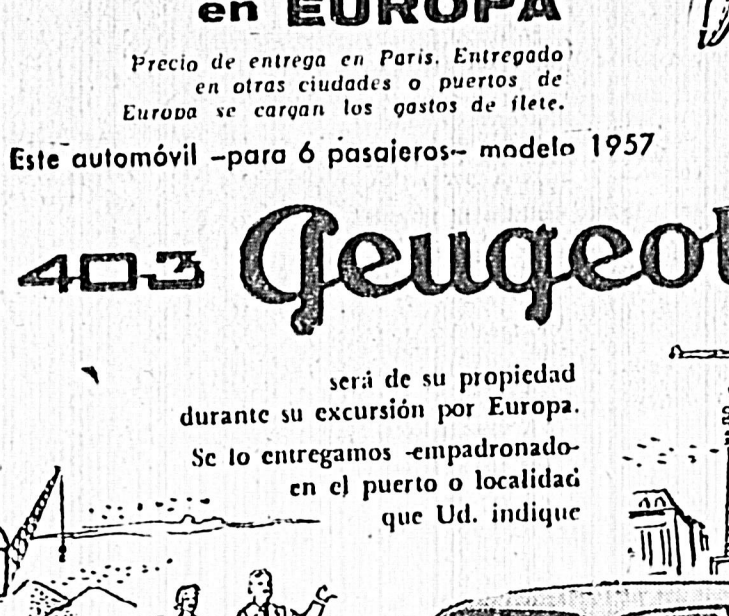 en EUROPA
Precio de entrega en Paris. Entregado
en otras ciudades o puertos de
Europa se cargan los gastos de flete.
Este automóvil -para 6 pasajeros- modelo 1957
403 Peugeot
será de su propiedad
durante su excursión por Europa.
Se lo entregamos -empadronado-
en el puerto o localidad
que Ud. indique